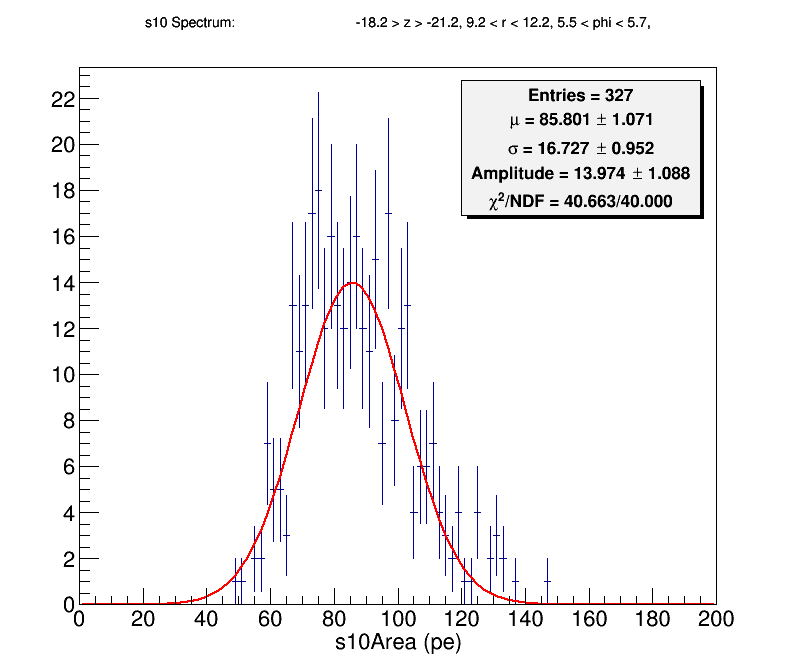 s10 Spectrum: -18.2 > z > -21.2, 9.2 < r < 12.2, 5.5 < phi < 5.7,
Entries = 327
μ = 85.801 ± 1.071
σ = 16.727 ± 0.952
Amplitude = 13.974 ± 1.088
χ²/NDF = 40.663/40.000
22
20
18
16
14
12
10
8
6
4
2
0
0 20 40 60 80 100 120 140 160 180 200
s10Area (pe)